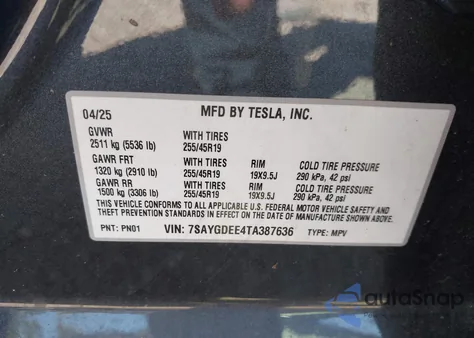 04/25 MFD BY TESLA, INC.
GVWR
2511 kg (5536 lb) WITH TIRES 255/45R19
GAWR FRT
1320 kg (2910 lb) WITH TIRES 255/45R19 RIM 19X9.5J COLD TIRE PRESSURE 290 kPa, 42 psi
GAWR RR
1500 kg (3306 lb) WITH TIRES 255/45R19 RIM 19X9.5J COLD TIRE PRESSURE 290 kPa, 42 psi
THIS VEHICLE CONFORMS TO ALL APPLICABLE U.S. FEDERAL MOTOR VEHICLE SAFETY AND
THEFT PREVENTION STANDARDS IN EFFECT ON THE DATE OF MANUFACTURE SHOWN ABOVE.
PNT: PN01 VIN: 7SAYGDEE4TA387636 TYPE: MPV
autoSnap